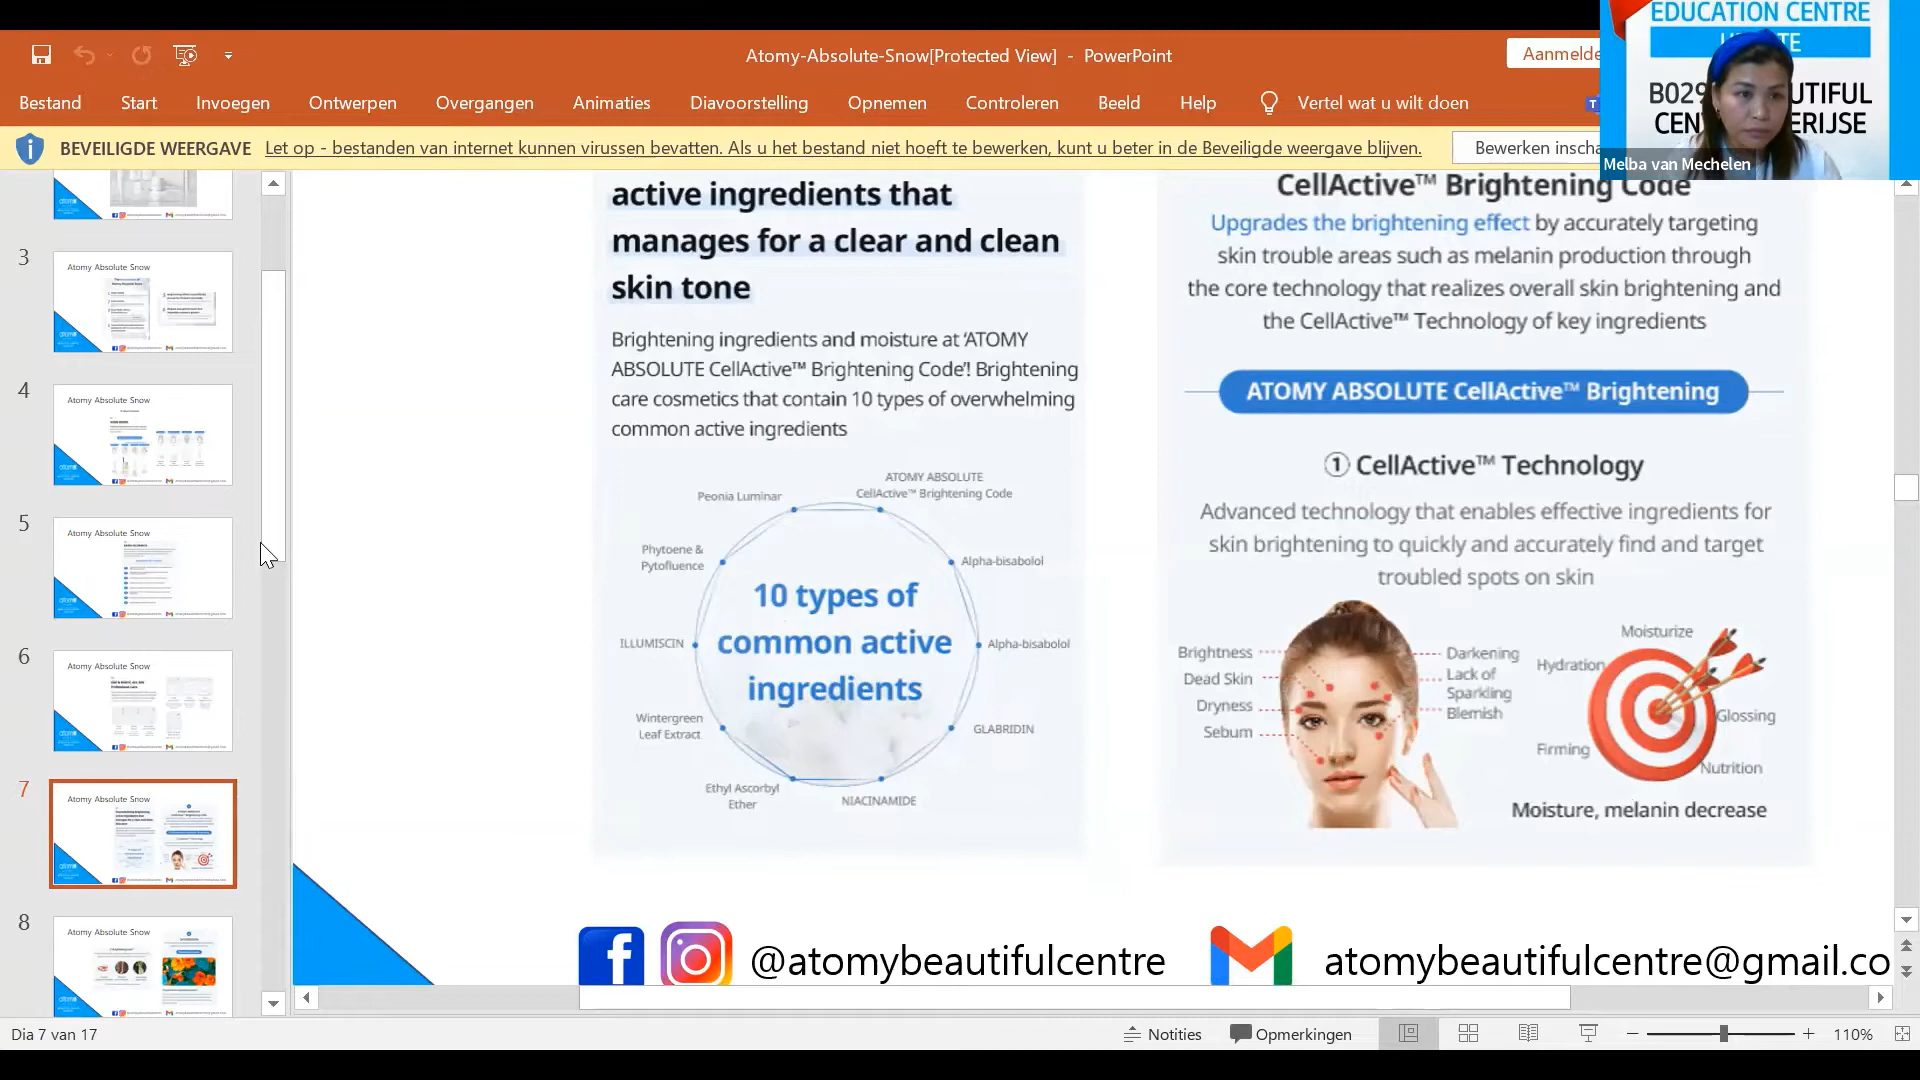 Atomy-Absolute-Snow[Protected View] - PowerPoint
Bestand Start Invoegen Ontwerpen Overgangen Animaties Diavoorstelling Opnemen Controleren Beeld Help Vertel wat u wilt doen
BEVEILIGDE WEERGAVE Let op - bestanden van internet kunnen virussen bevatten. Als u het bestand niet hoeft te bewerken, kunt u beter in de Beveiligde weergave blijven.
EDUCATION CENTRE
Melba van Mechelen
3
Atomy Absolute Snow
4
Atomy Absolute Snow
5
Atomy Absolute Snow
6
Atomy Absolute Snow
7
Atomy Absolute Snow
8
Atomy Absolute Snow
active ingredients that
manages for a clear and clean
skin tone
Brightening ingredients and moisture at ‘ATOMY
ABSOLUTE CellActive™ Brightening Code’! Brightening
care cosmetics that contain 10 types of overwhelming
common active ingredients
Peonia Luminar
ATOMY ABSOLUTE
CellActive™ Brightening Code
Phytoene &
Pytofluence
Alpha-bisabolol
10 types of
common active
ingredients
ILLUMISCIN
Alpha-bisabolol
Wintergreen
Leaf Extract
GLABRIDIN
Ethyl Ascorbyl
Ether
NIACINAMIDE
CellActive™ Brightening Code
Upgrades the brightening effect by accurately targeting
skin trouble areas such as melanin production through
the core technology that realizes overall skin brightening and
the CellActive™ Technology of key ingredients
ATOMY ABSOLUTE CellActive™ Brightening
① CellActive™ Technology
Advanced technology that enables effective ingredients for
skin brightening to quickly and accurately find and target
troubled spots on skin
Brightness
Dead Skin
Dryness
Sebum
Darkening
Lack of
Sparkling
Blemish
Moisturize
Hydration
Glossing
Firming
Nutrition
Moisture, melanin decrease
@atomybeautifulcentre
atomybeautifulcentre@gmail.co
Dia 7 van 17
Notities
Opmerkingen
110%